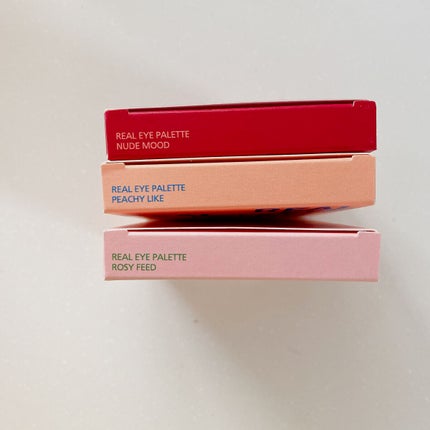 REAL EYE PALETTE
NUDE MOOD
REAL EYE PALETTE
PEACHY LIKE
REAL EYE PALETTE
ROSY FEED